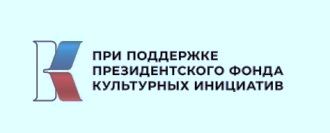 ПРИ ПОДДЕРЖКЕ
ПРЕЗИДЕНТСКОГО ФОНДА
КУЛЬТУРНЫХ ИНИЦИАТИВ